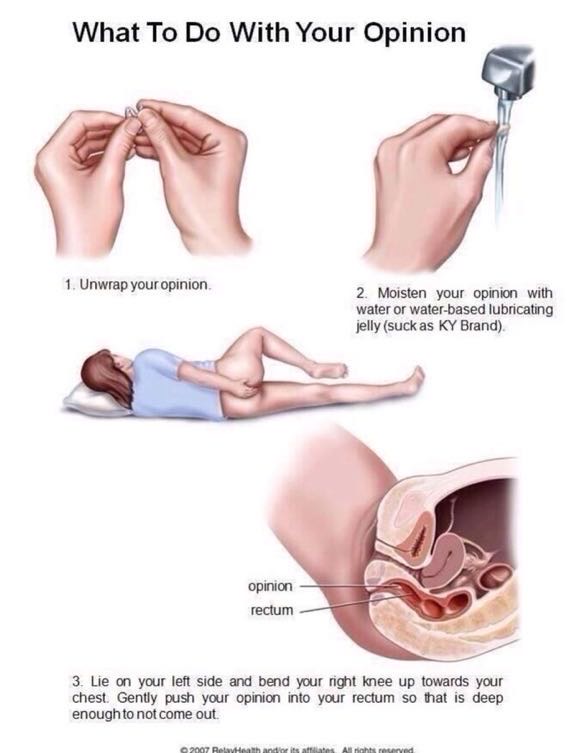 What To Do With Your Opinion
1. Unwrap your opinion.
2. Moisten your opinion with
water or water-based lubricating
jelly (suck as KY Brand).
opinion
rectum
3. Lie on your left side and bend your right knee up towards your
chest. Gently push your opinion into your rectum so that is deep
enough to not come out.
© 2007 RelayHealth and/or its affiliates. All rights reserved.